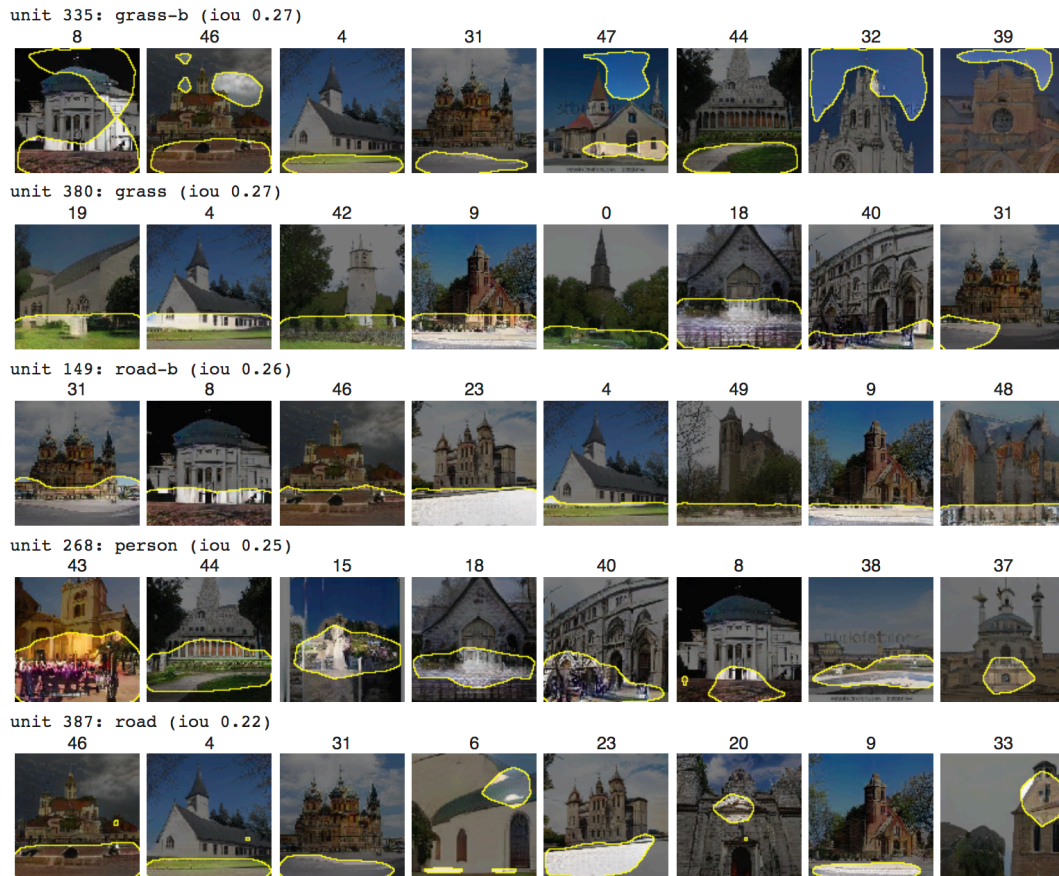 unit 335: grass-b (iou 0.27)
8 46 4 31 47 44 32 39
unit 380: grass (iou 0.27)
19 4 42 9 0 18 40 31
unit 149: road-b (iou 0.26)
31 8 46 23 4 49 9 48
unit 268: person (iou 0.25)
43 44 15 18 40 8 38 37
unit 387: road (iou 0.22)
46 4 31 6 23 20 9 33